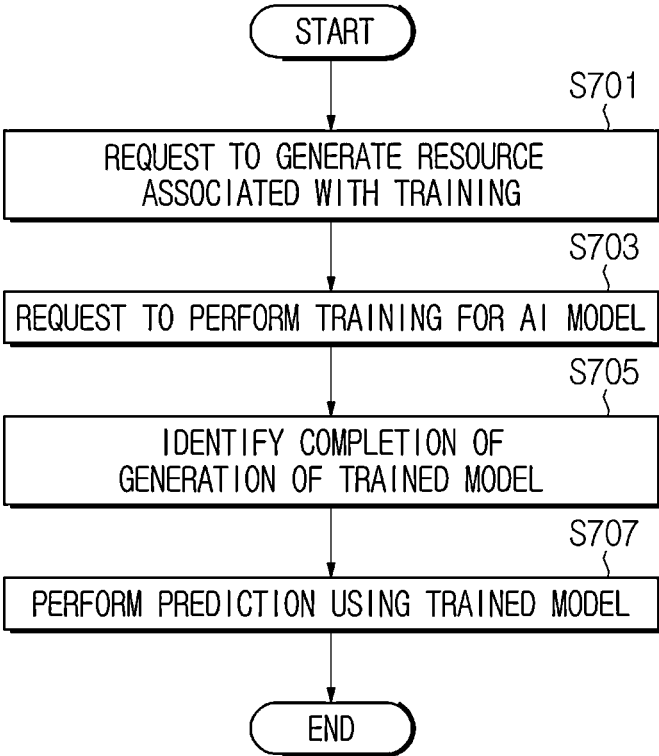 START
S701
REQUEST TO GENERATE RESOURCE
ASSOCIATED WITH TRAINING
S703
REQUEST TO PERFORM TRAINING FOR AI MODEL
S705
IDENTIFY COMPLETION OF
GENERATION OF TRAINED MODEL
S707
PERFORM PREDICTION USING TRAINED MODEL
END